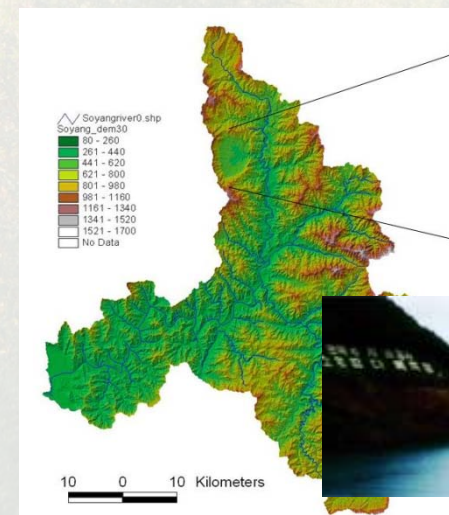 Soyangriver0.shp
Soyang_dem30
80 - 260
261 - 440
441 - 620
621 - 800
801 - 980
981 - 1160
1161 - 1340
1341 - 1520
1521 - 1700
No Data
10 0 10 Kilometers